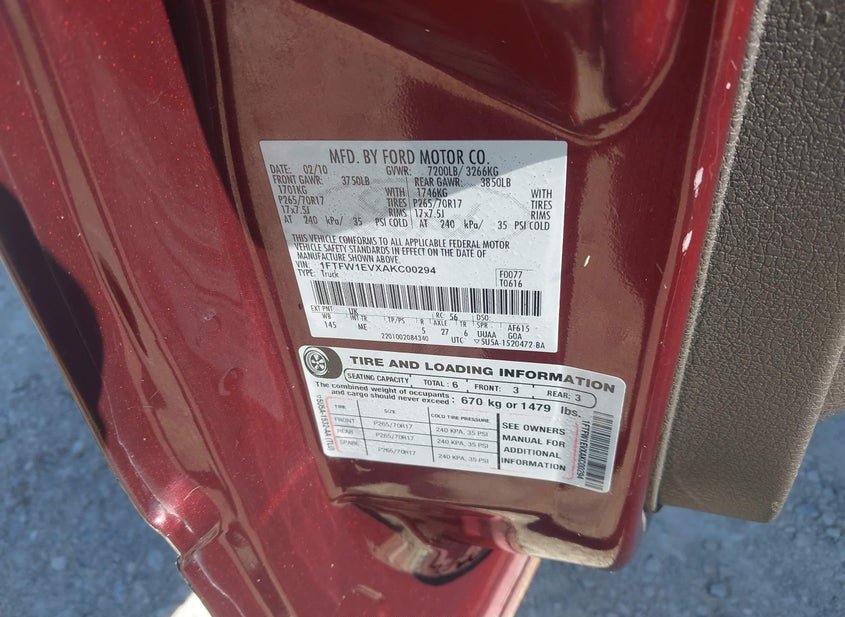 MFD. BY FORD MOTOR CO.
DATE: 02/10 GVWR: 7200LB/ 3266KG
FRONT GAWR: 3750LB REAR GAWR: 3850LB
1701KG WITH 1746KG WITH
P265/70R17 TIRES P265/70R17 TIRES
17x7.5J RIMS 17x7.5J RIMS
AT 240 kPa/ 35 PSI COLD AT 240 kPa/ 35 PSI COLD
THIS VEHICLE CONFORMS TO ALL APPLICABLE FEDERAL MOTOR
VEHICLE SAFETY STANDARDS IN EFFECT ON THE DATE OF
MANUFACTURE SHOWN ABOVE.
VIN: 1FTFW1EVXAKC00294 F0077
TYPE: Truck T0616
EXT PNT: UK RC: 56 DSO:
WB INT TR TP/PS R AXLE TR SPR AF615
145 ME 5 27 6 UUAA G0A
2201002084340 UTC
TIRE AND LOADING INFORMATION
SEATING CAPACITY TOTAL: 6 FRONT: 3 REAR: 3
The combined weight of occupants
and cargo should never exceed: 670 kg or 1479 lbs.
TIRE SIZE COLD TIRE PRESSURE
FRONT P265/70R17 240 KPA, 35 PSI
REAR P265/70R17 240 KPA, 35 PSI
SPARE P265/70R17 240 KPA, 35 PSI
SEE OWNERS
MANUAL FOR
ADDITIONAL
INFORMATION
1FTFW1EVXAKC00294